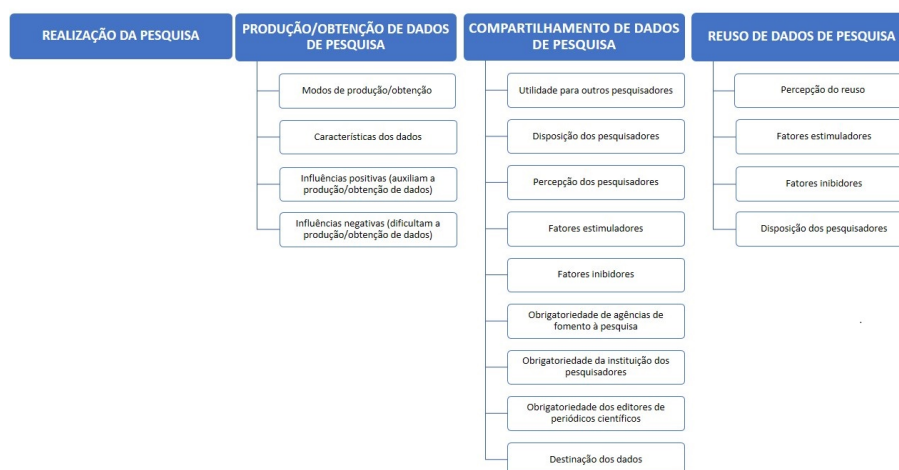 REALIZAÇÃO DA PESQUISA
PRODUÇÃO/OBTENÇÃO DE DADOS
DE PESQUISA
Modos de produção/obtenção
Características dos dados
Influências positivas (auxiliam a
produção/obtenção de dados)
Influências negativas (dificultam a
produção/obtenção de dados)
COMPARTILHAMENTO DE DADOS
DE PESQUISA
Utilidade para outros pesquisadores
Disposição dos pesquisadores
Percepção dos pesquisadores
Fatores estimuladores
Fatores inibidores
Obrigatoriedade de agências de
fomento à pesquisa
Obrigatoriedade da instituição dos
pesquisadores
Obrigatoriedade dos editores de
periódicos científicos
Destinação dos dados
REUSO DE DADOS DE PESQUISA
Percepção do reuso
Fatores estimuladores
Fatores inibidores
Disposição dos pesquisadores
.